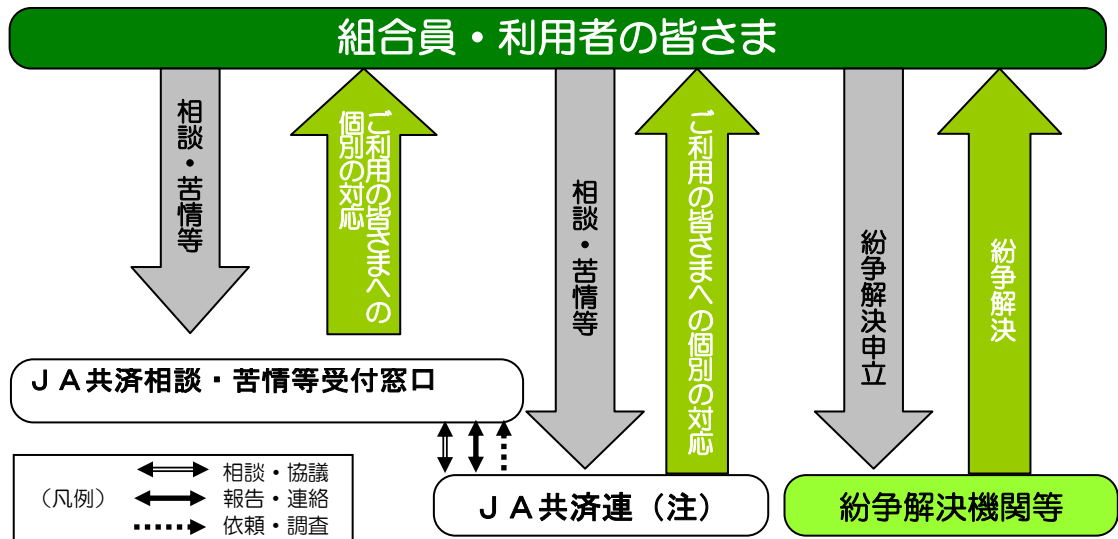 組合員・利用者の皆さま
相談・苦情等
ご利用の皆さまへの
個別の対応
相談・苦情等
ご利用の皆さまへの個別の対応
紛争解決申立
紛争解決
ＪＡ共済相談・苦情等受付窓口
ＪＡ共済連（注）
紛争解決機関等
（凡例）
相談・協議
報告・連絡
依頼・調査